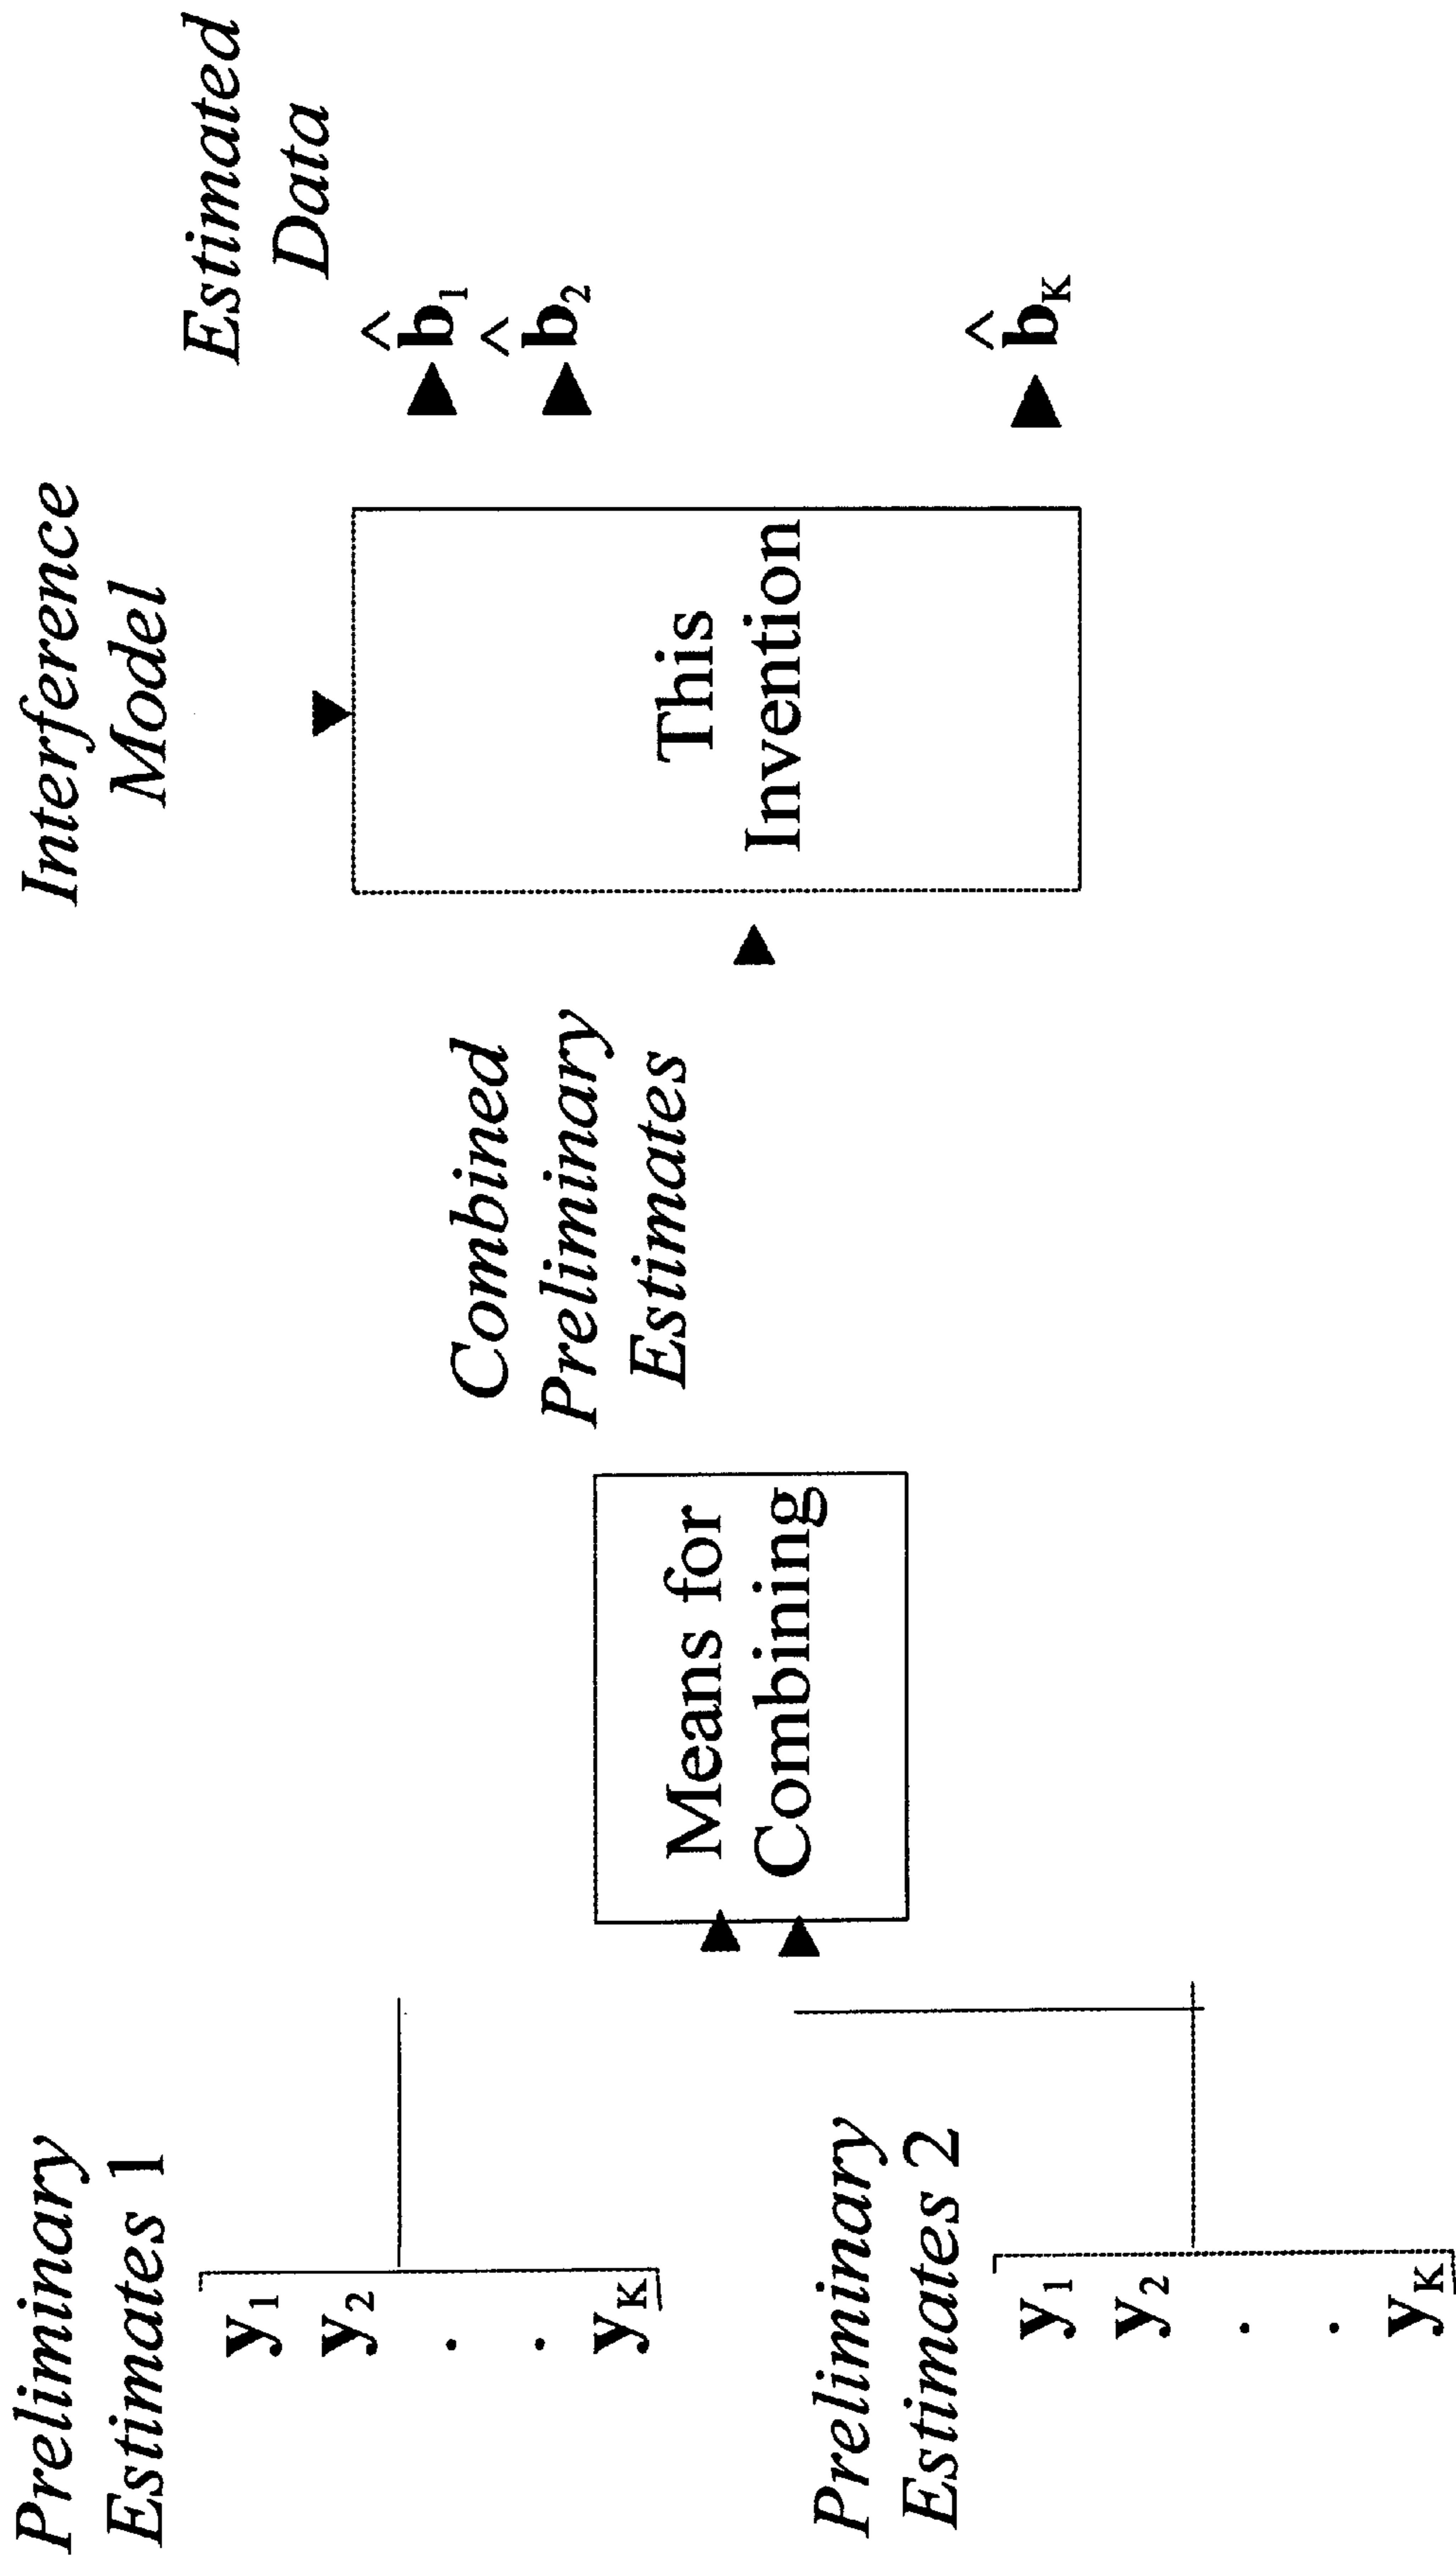 Preliminary
Estimates 1
y1
y2
.
.
yK
Preliminary
Estimates 2
y1
y2
.
.
yK
Means for
Combining
Combined
Preliminary
Estimates
Interference
Model
This
Invention
Estimated
Data
b̂1
b̂2
b̂K